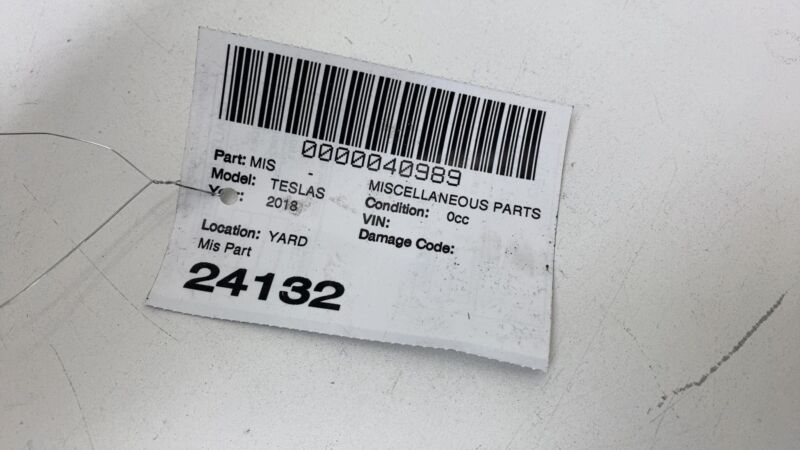 0000040989
Part: MIS - MISCELLANEOUS PARTS
Model: TESLAS Condition: 0cc
2018 VIN:
Location: YARD Damage Code:
Mis Part
24132